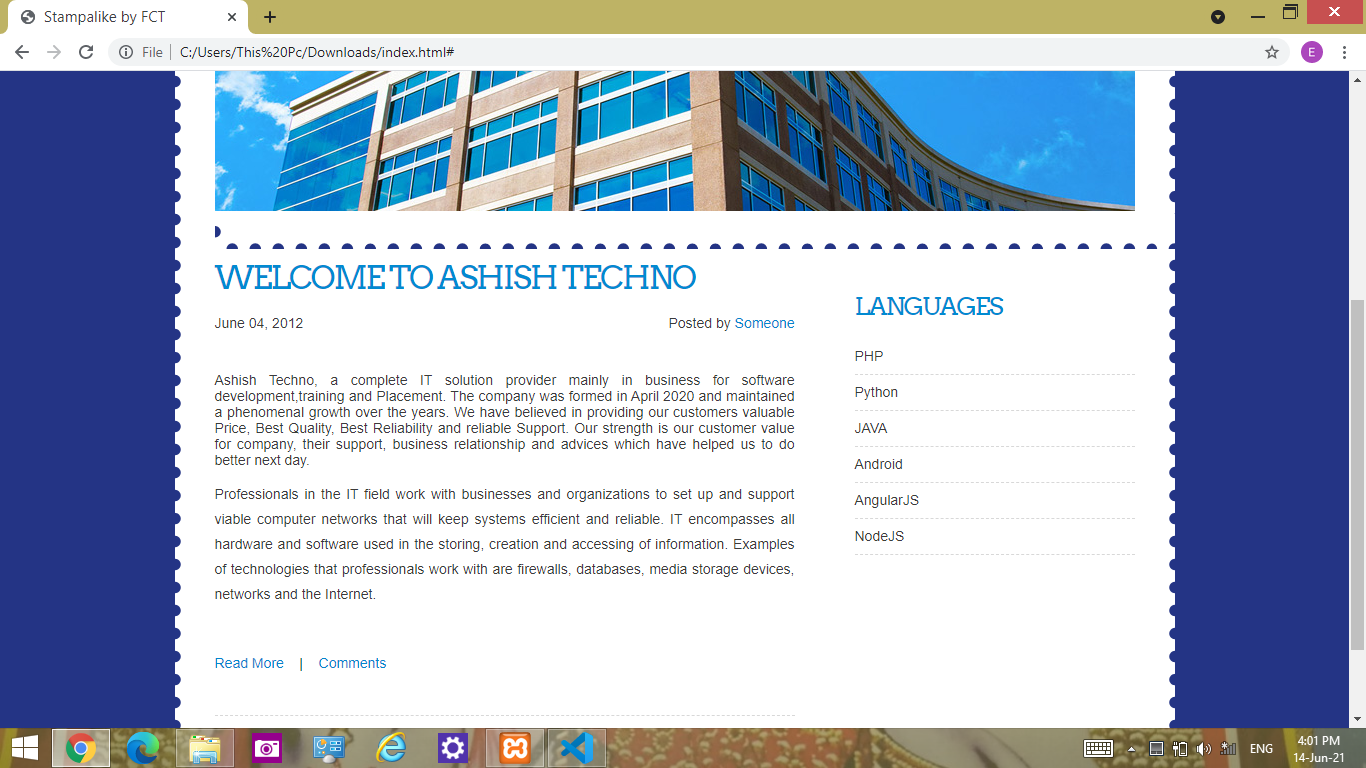 Stampalike by FCT
File C:/Users/This%20Pc/Downloads/index.html#
E
WELCOME TO ASHISH TECHNO
June 04, 2012 Posted by Someone
Ashish Techno, a complete IT solution provider mainly in business for software
development,training and Placement. The company was formed in April 2020 and maintained
a phenomenal growth over the years. We have believed in providing our customers valuable
Price, Best Quality, Best Reliability and reliable Support. Our strength is our customer value
for company, their support, business relationship and advices which have helped us to do
better next day.
Professionals in the IT field work with businesses and organizations to set up and support
viable computer networks that will keep systems efficient and reliable. IT encompasses all
hardware and software used in the storing, creation and accessing of information. Examples
of technologies that professionals work with are firewalls, databases, media storage devices,
networks and the Internet.
Read More | Comments
LANGUAGES
PHP
Python
JAVA
Android
AngularJS
NodeJS
ENG
4:01 PM
14-Jun-21